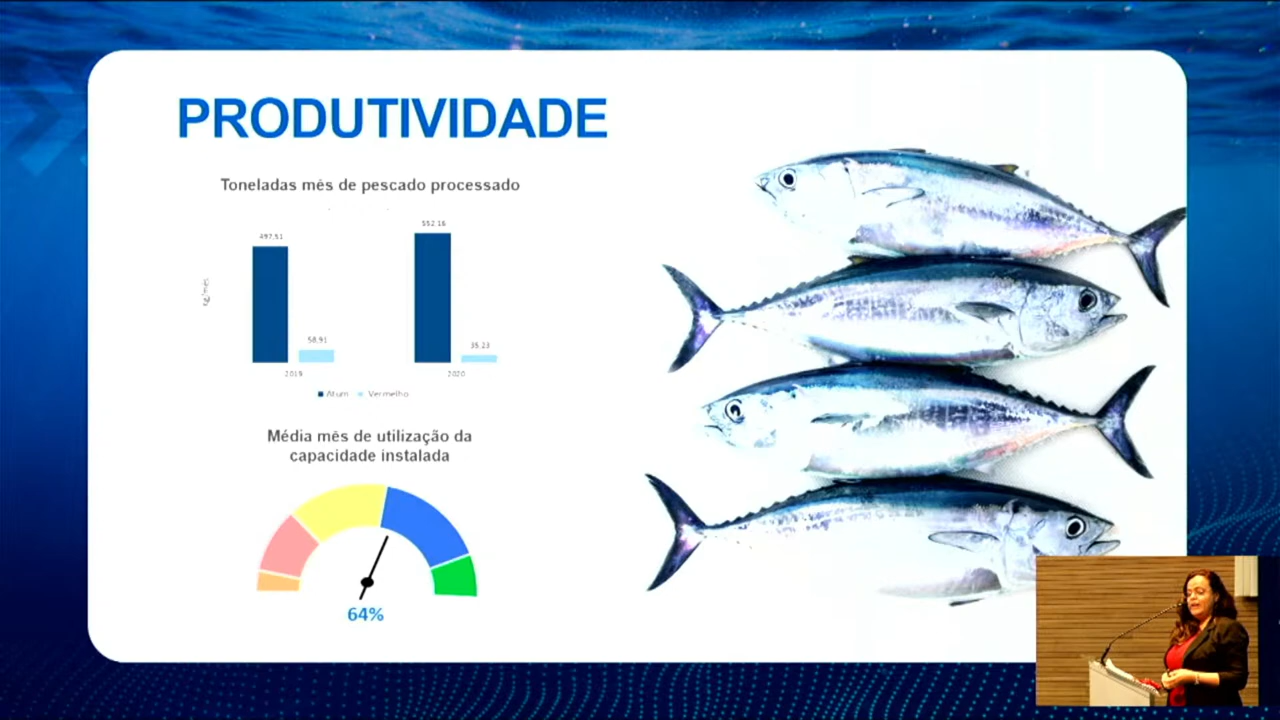 PRODUTIVIDADE
Toneladas mês de pescado processado
552.16
497.51
58.91
35.23
2019
2020
Atum
Vermelho
Média mês de utilização da
capacidade instalada
64%